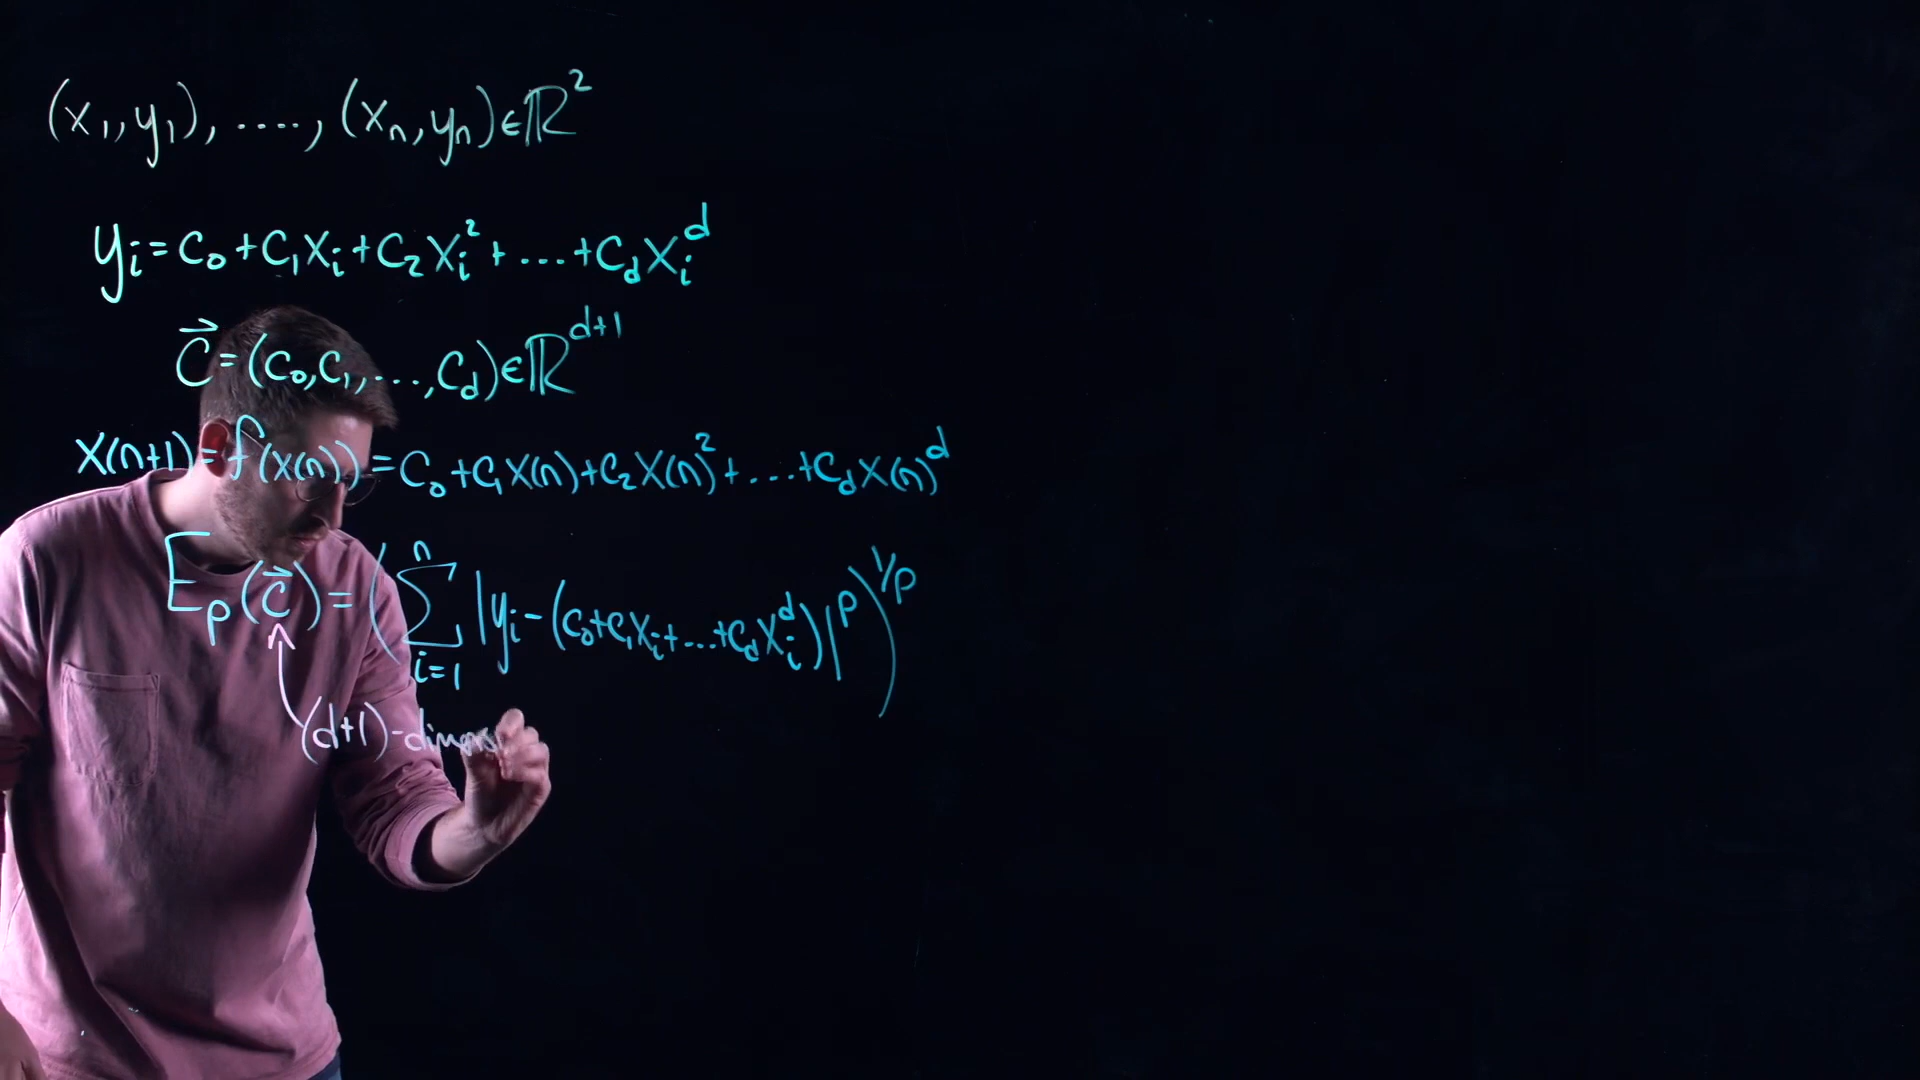 (x₁,y₁), ...., (xₙ,yₙ)∈ℝ²
yᵢ=c₀+c₁xᵢ+c₂xᵢ²+...+c_d xᵢ^d
c⃗=(c₀,c₁,...,c_d)∈ℝ^{d+1}
x(n+1)=f(x(n))=c₀+c₁x(n)+c₂x(n)²+...+c_d x(n)^d
E_p(c⃗)=(∑_{i=1}^{n}|yᵢ-(c₀+c₁xᵢ+...+c_d xᵢ^d)|^p)^{1/p}
(d+1)-dimens